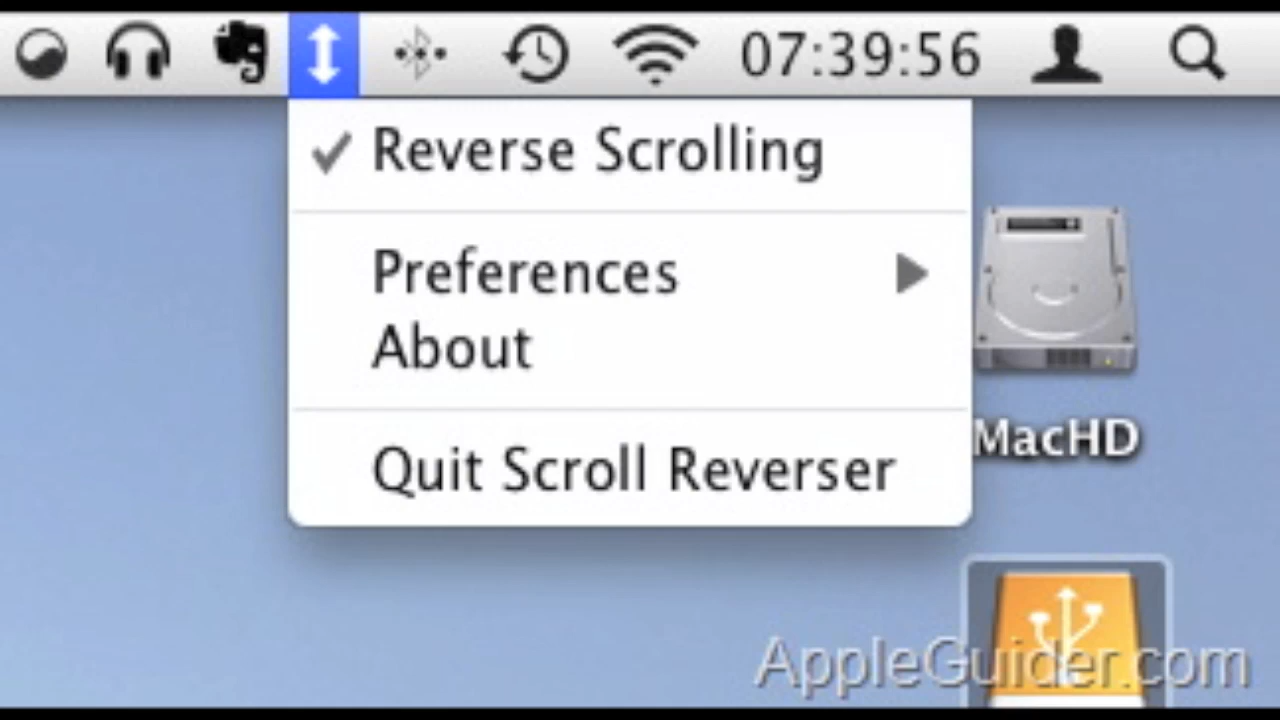 07:39:56
Reverse Scrolling
Preferences
About
Quit Scroll Reverser
MacHD
AppleGuider.com